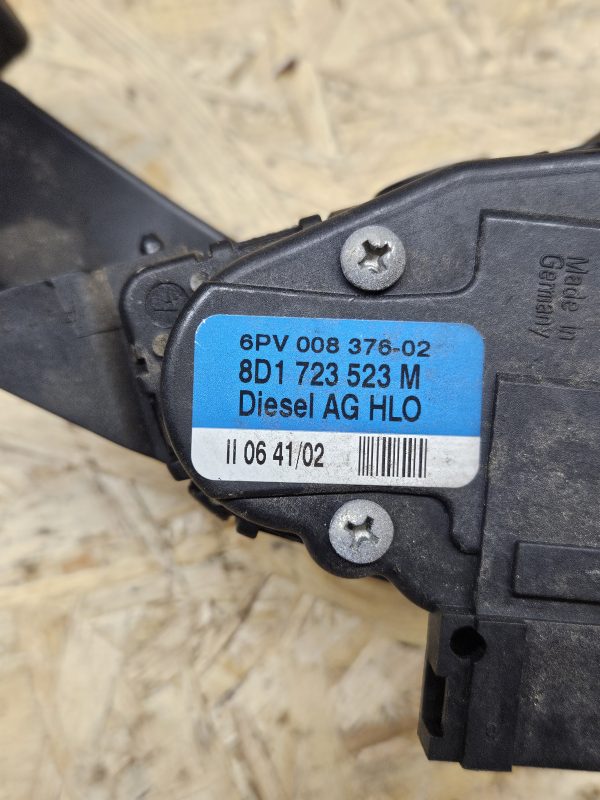 6PV 008 376-02
8D1 723 523 M
Diesel AG HLO
II 06 41/02
Made in
Germany